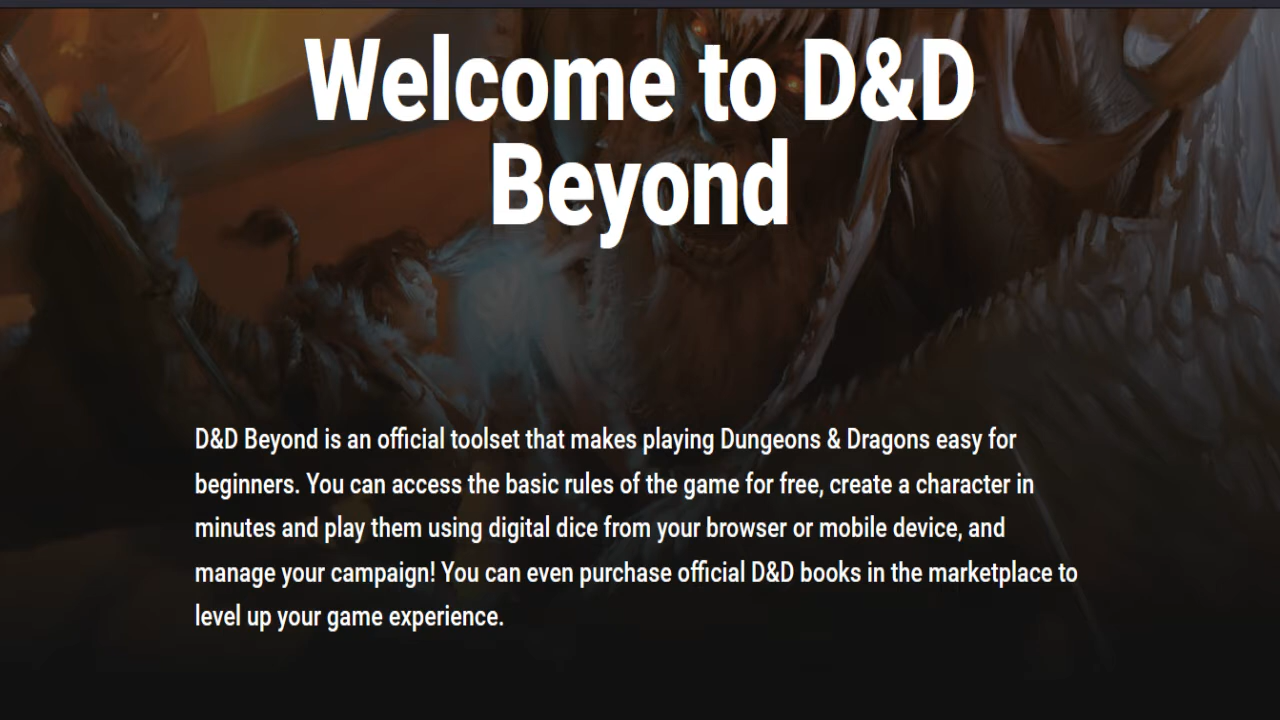 Welcome to D&D
Beyond
D&D Beyond is an official toolset that makes playing Dungeons & Dragons easy for
beginners. You can access the basic rules of the game for free, create a character in
minutes and play them using digital dice from your browser or mobile device, and
manage your campaign! You can even purchase official D&D books in the marketplace to
level up your game experience.